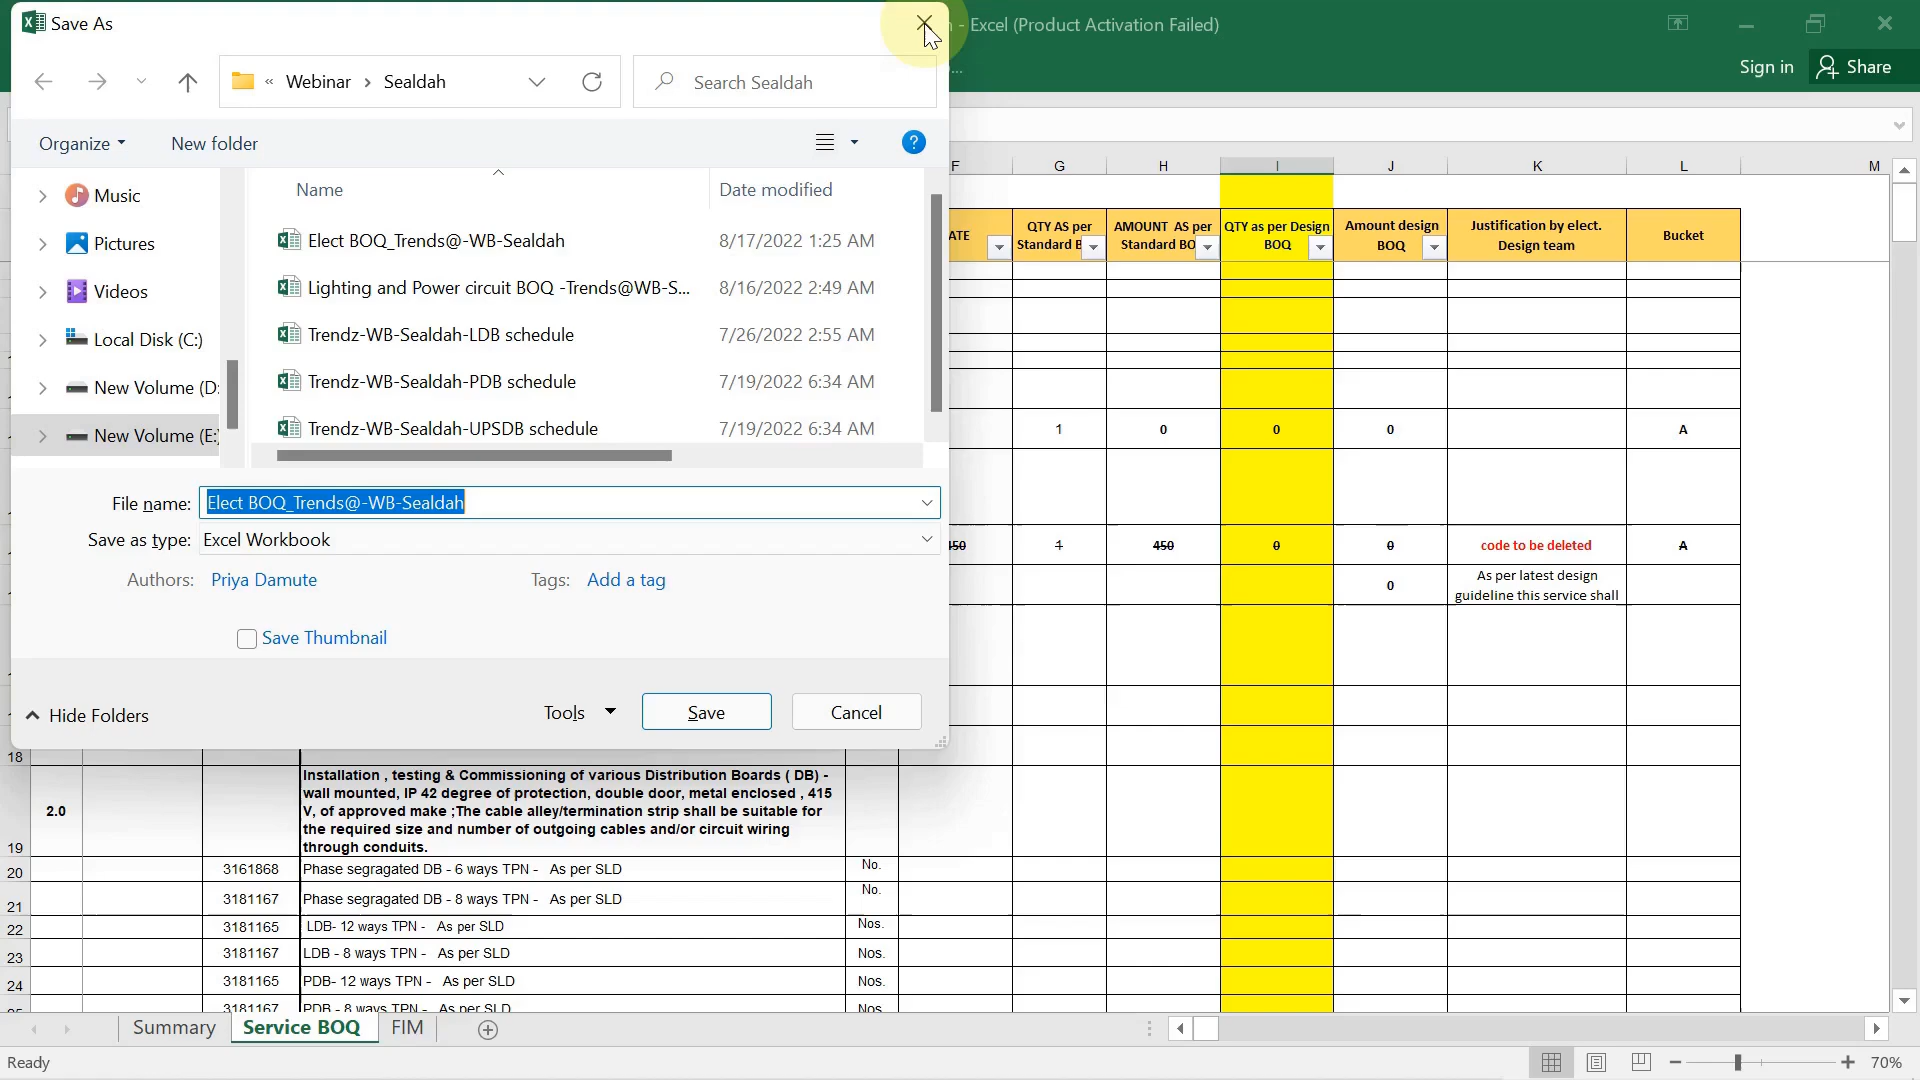 Save As
- Excel (Product Activation Failed)
Sign in
Share
« Webinar › Sealdah
Search Sealdah
Organize
New folder
Name
Date modified
Music
Pictures
Videos
Local Disk (C:)
New Volume (D:
New Volume (E:)
Elect BOQ_Trends@-WB-Sealdah 8/17/2022 1:25 AM
Lighting and Power circuit BOQ -Trends@WB-S... 8/16/2022 2:49 AM
Trendz-WB-Sealdah-LDB schedule 7/26/2022 2:55 AM
Trendz-WB-Sealdah-PDB schedule 7/19/2022 6:34 AM
Trendz-WB-Sealdah-UPSDB schedule 7/19/2022 6:34 AM
File name: Elect BOQ_Trends@-WB-Sealdah
Save as type: Excel Workbook
Authors: Priya Damute
Tags: Add a tag
Save Thumbnail
Hide Folders
Tools
Save
Cancel
F G H I J K L M
ATE
QTY AS per
Standard B
AMOUNT AS per
Standard BO
QTY as per Design
BOQ
Amount design
BOQ
Justification by elect.
Design team
Bucket
1 0 0 0 A
450 1 450 0 0 code to be deleted A
0
As per latest design
guideline this service shall
18
19
2.0
Installation , testing & Commissioning of various Distribution Boards ( DB) -
wall mounted, IP 42 degree of protection, double door, metal enclosed , 415
V, of approved make ;The cable alley/termination strip shall be suitable for
the required size and number of outgoing cables and/or circuit wiring
through conduits.
20 3161868 Phase segragated DB - 6 ways TPN - As per SLD No.
21 3181167 Phase segragated DB - 8 ways TPN - As per SLD No.
22 3181165 LDB- 12 ways TPN - As per SLD Nos.
23 3181167 LDB - 8 ways TPN - As per SLD Nos.
24 3181165 PDB- 12 ways TPN - As per SLD Nos.
3181167 PDB - 8 ways TPN - As per SLD Nos.
Summary
Service BOQ
FIM
Ready
70%